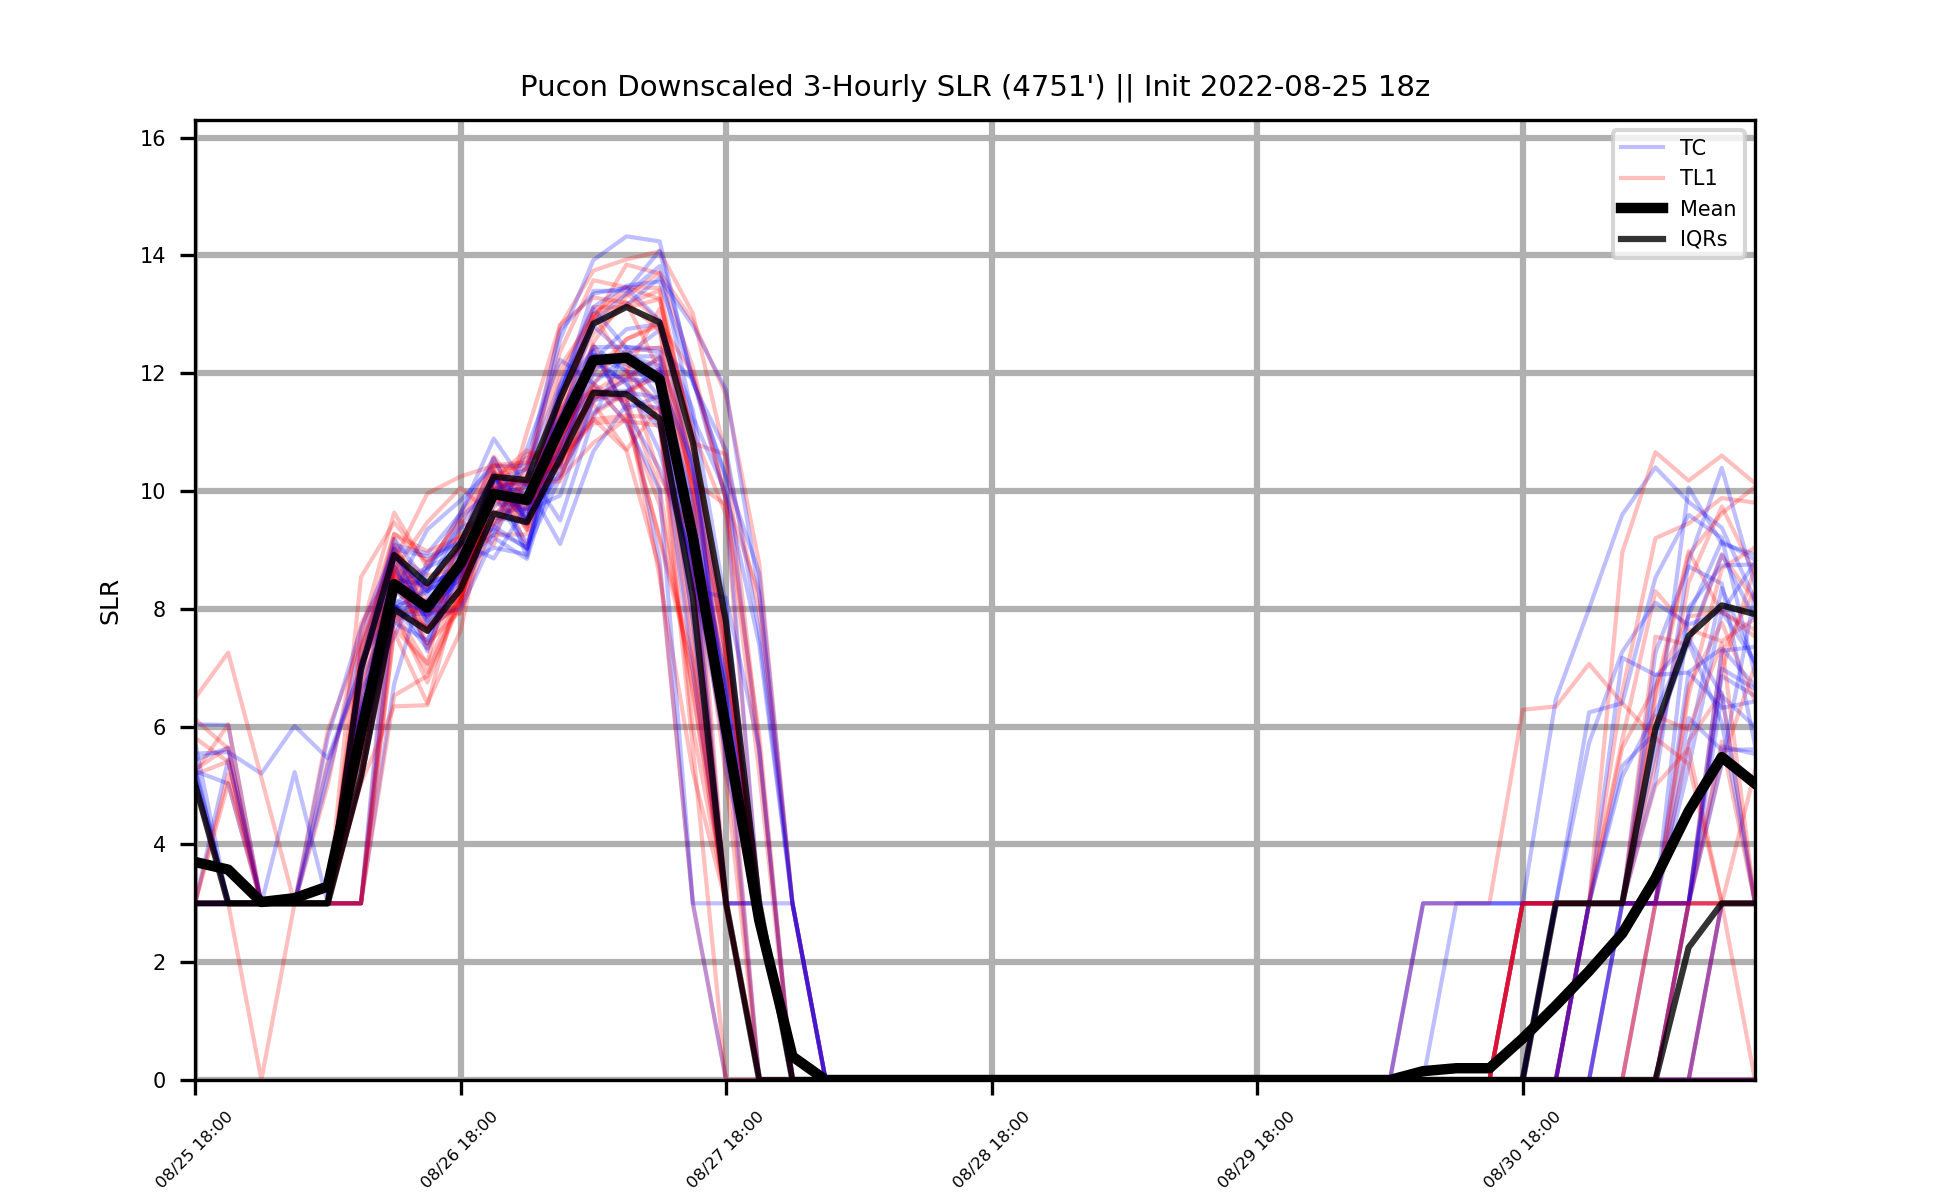 Pucon Downscaled 3-Hourly SLR (4751') || Init 2022-08-25 18z
TC
TL1
Mean
IQRs
SLR
16
14
12
10
8
6
4
2
0
08/25 18:00
08/26 18:00
08/27 18:00
08/28 18:00
08/29 18:00
08/30 18:00